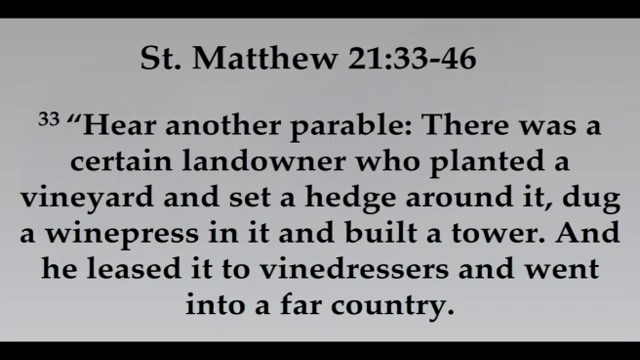 St. Matthew 21:33-46
33 “Hear another parable: There was a
certain landowner who planted a
vineyard and set a hedge around it, dug
a winepress in it and built a tower. And
he leased it to vinedressers and went
into a far country.